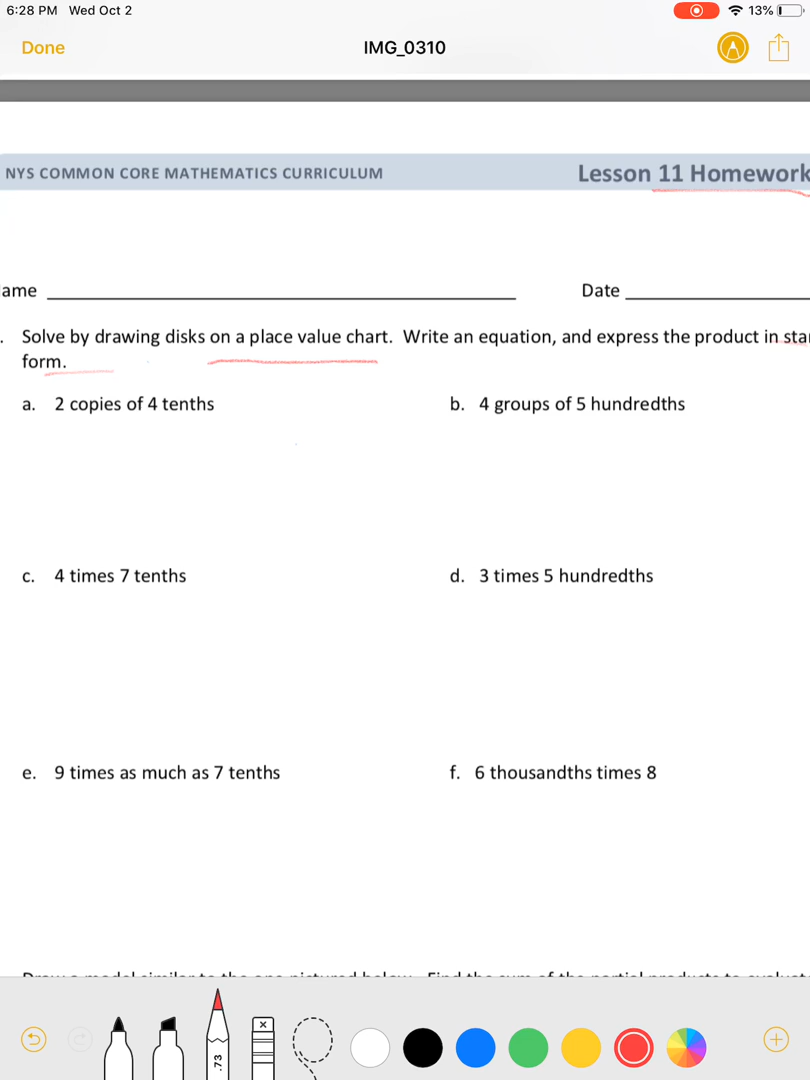 6:28 PM Wed Oct 2 13%
Done IMG_0310
NYS COMMON CORE MATHEMATICS CURRICULUM Lesson 11 Homework
ame Date
. Solve by drawing disks on a place value chart. Write an equation, and express the product in sta
form.
a. 2 copies of 4 tenths b. 4 groups of 5 hundredths
c. 4 times 7 tenths d. 3 times 5 hundredths
e. 9 times as much as 7 tenths f. 6 thousandths times 8
.73